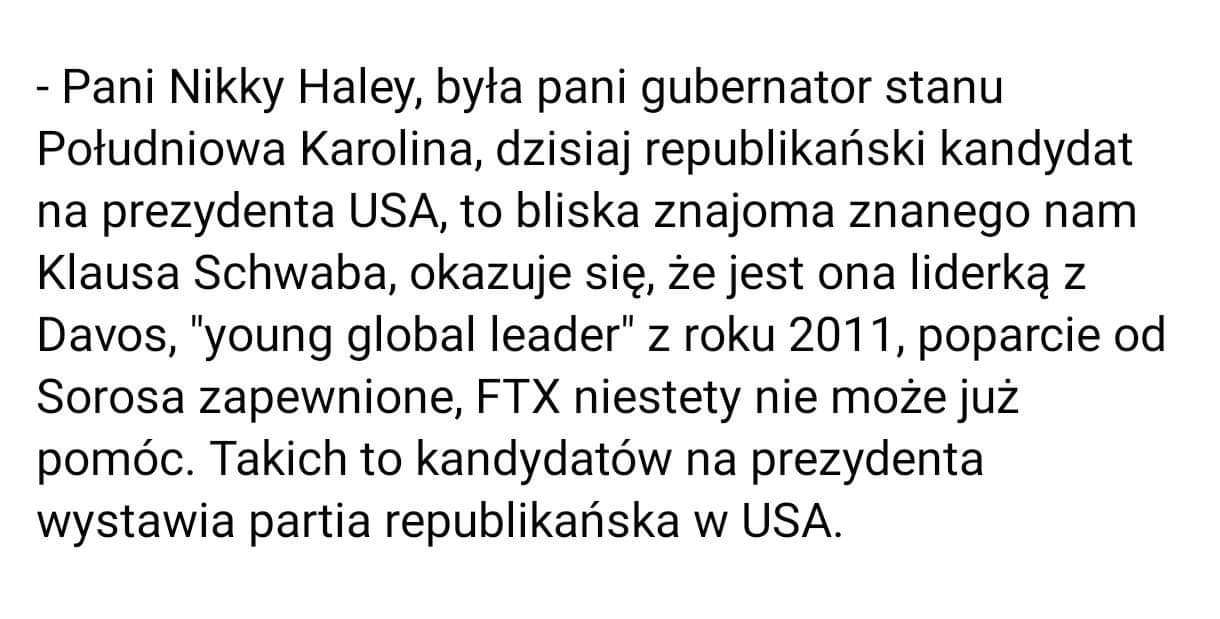 - Pani Nikky Haley, była pani gubernator stanu
Południowa Karolina, dzisiaj republikański kandydat
na prezydenta USA, to bliska znajoma znanego nam
Klausa Schwaba, okazuje się, że jest ona liderką z
Davos, "young global leader" z roku 2011, poparcie od
Sorosa zapewnione, FTX niestety nie może już
pomóc. Takich to kandydatów na prezydenta
wystawia partia republikańska w USA.